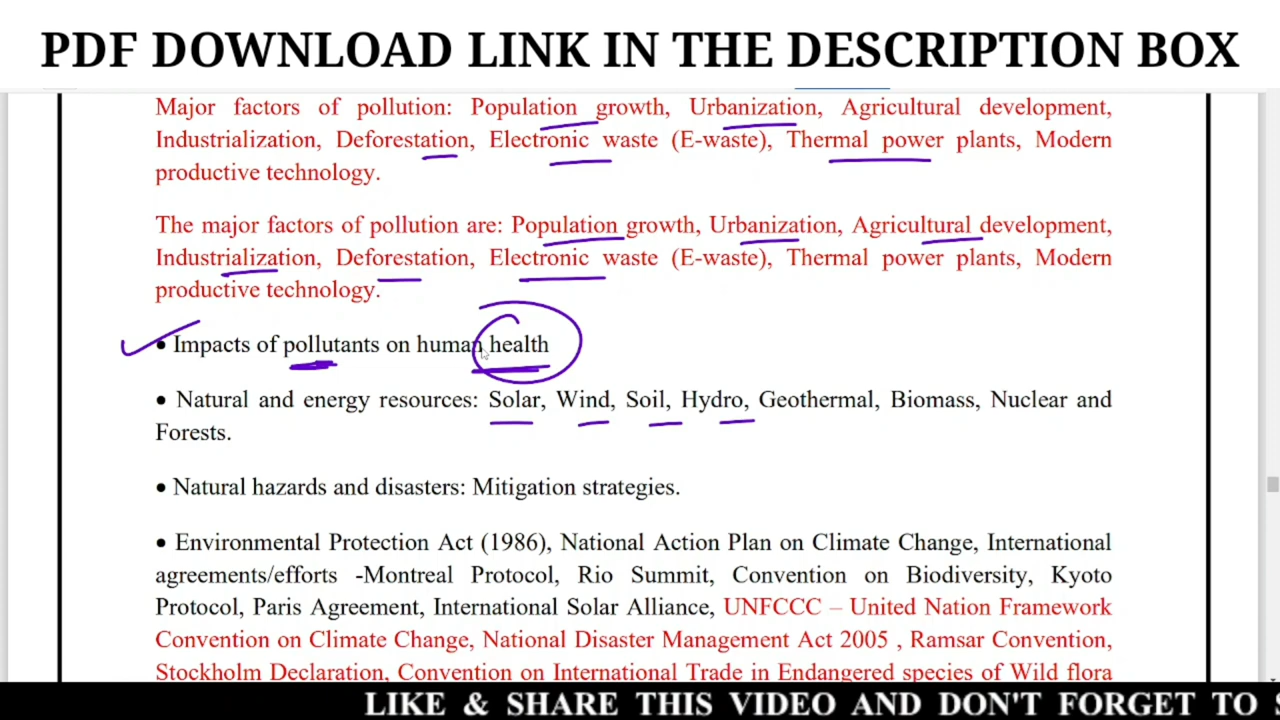 PDF DOWNLOAD LINK IN THE DESCRIPTION BOX
Major factors of pollution: Population growth, Urbanization, Agricultural development,
Industrialization, Deforestation, Electronic waste (E-waste), Thermal power plants, Modern
productive technology.
The major factors of pollution are: Population growth, Urbanization, Agricultural development,
Industrialization, Deforestation, Electronic waste (E-waste), Thermal power plants, Modern
productive technology.
• Impacts of pollutants on human health
• Natural and energy resources: Solar, Wind, Soil, Hydro, Geothermal, Biomass, Nuclear and
Forests.
• Natural hazards and disasters: Mitigation strategies.
• Environmental Protection Act (1986), National Action Plan on Climate Change, International
agreements/efforts -Montreal Protocol, Rio Summit, Convention on Biodiversity, Kyoto
Protocol, Paris Agreement, International Solar Alliance, UNFCCC – United Nation Framework
Convention on Climate Change, National Disaster Management Act 2005 , Ramsar Convention,
Stockholm Declaration, Convention on International Trade in Endangered species of Wild flora
LIKE & SHARE THIS VIDEO AND DON'T FORGET TO